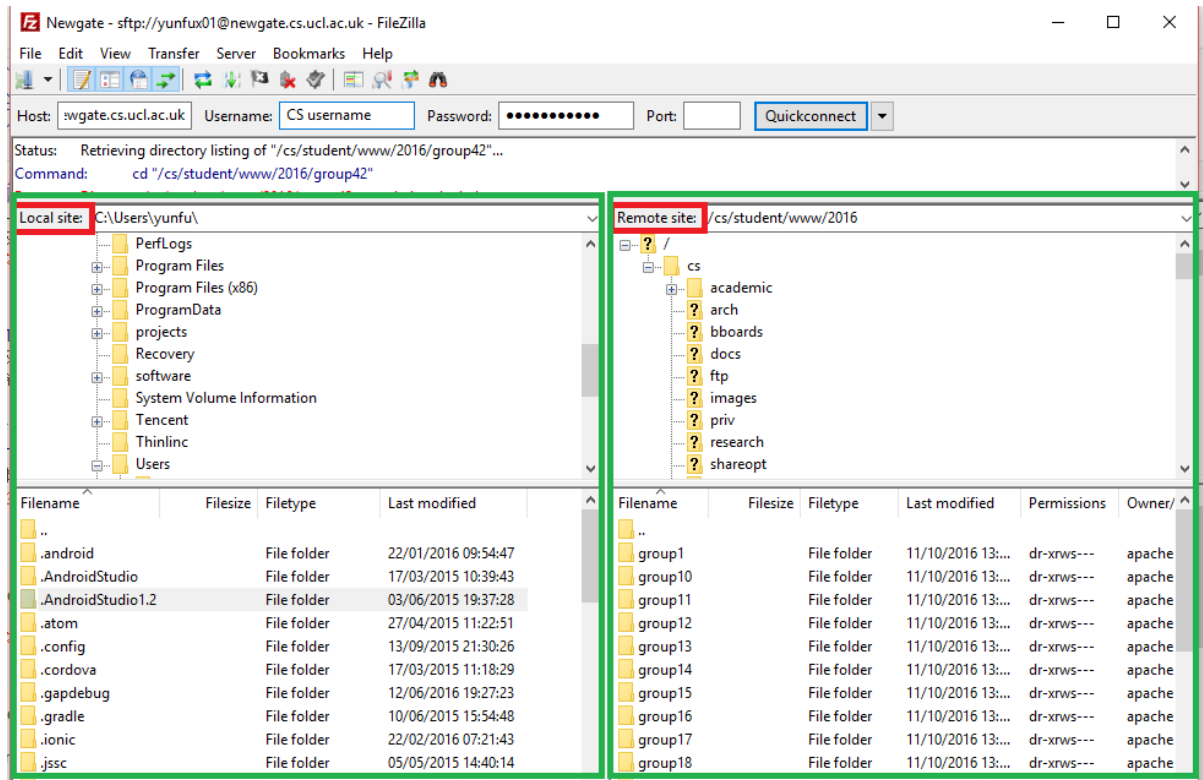 Newgate - sftp://yunfux01@newgate.cs.ucl.ac.uk - FileZilla
File Edit View Transfer Server Bookmarks Help
Host: :wgate.cs.ucl.ac.uk Username: CS username Password: ●●●●●●●●●●● Port: Quickconnect
Status: Retrieving directory listing of "/cs/student/www/2016/group42"...
Command: cd "/cs/student/www/2016/group42"
Local site: C:\Users\yunfu\
PerfLogs
Program Files
Program Files (x86)
ProgramData
projects
Recovery
software
System Volume Information
Tencent
Thinlinc
Users
Filename Filesize Filetype Last modified
..
.android File folder 22/01/2016 09:54:47
.AndroidStudio File folder 17/03/2015 10:39:43
.AndroidStudio1.2 File folder 03/06/2015 19:37:28
.atom File folder 27/04/2015 11:22:51
.config File folder 13/09/2015 21:30:26
.cordova File folder 17/03/2015 11:18:29
.gapdebug File folder 12/06/2016 19:27:23
.gradle File folder 10/06/2015 15:54:48
.ionic File folder 22/02/2016 07:21:43
.jssc File folder 05/05/2015 14:40:14
Remote site: /cs/student/www/2016
? /
cs
academic
? arch
? bboards
? docs
? ftp
? images
? priv
? research
? shareopt
Filename Filesize Filetype Last modified Permissions Owner/
..
group1 File folder 11/10/2016 13:... dr-xrws--- apache
group10 File folder 11/10/2016 13:... dr-xrws--- apache
group11 File folder 11/10/2016 13:... dr-xrws--- apache
group12 File folder 11/10/2016 13:... dr-xrws--- apache
group13 File folder 11/10/2016 13:... dr-xrws--- apache
group14 File folder 11/10/2016 13:... dr-xrws--- apache
group15 File folder 11/10/2016 13:... dr-xrws--- apache
group16 File folder 11/10/2016 13:... dr-xrws--- apache
group17 File folder 11/10/2016 13:... dr-xrws--- apache
group18 File folder 11/10/2016 13:... dr-xrws--- apache